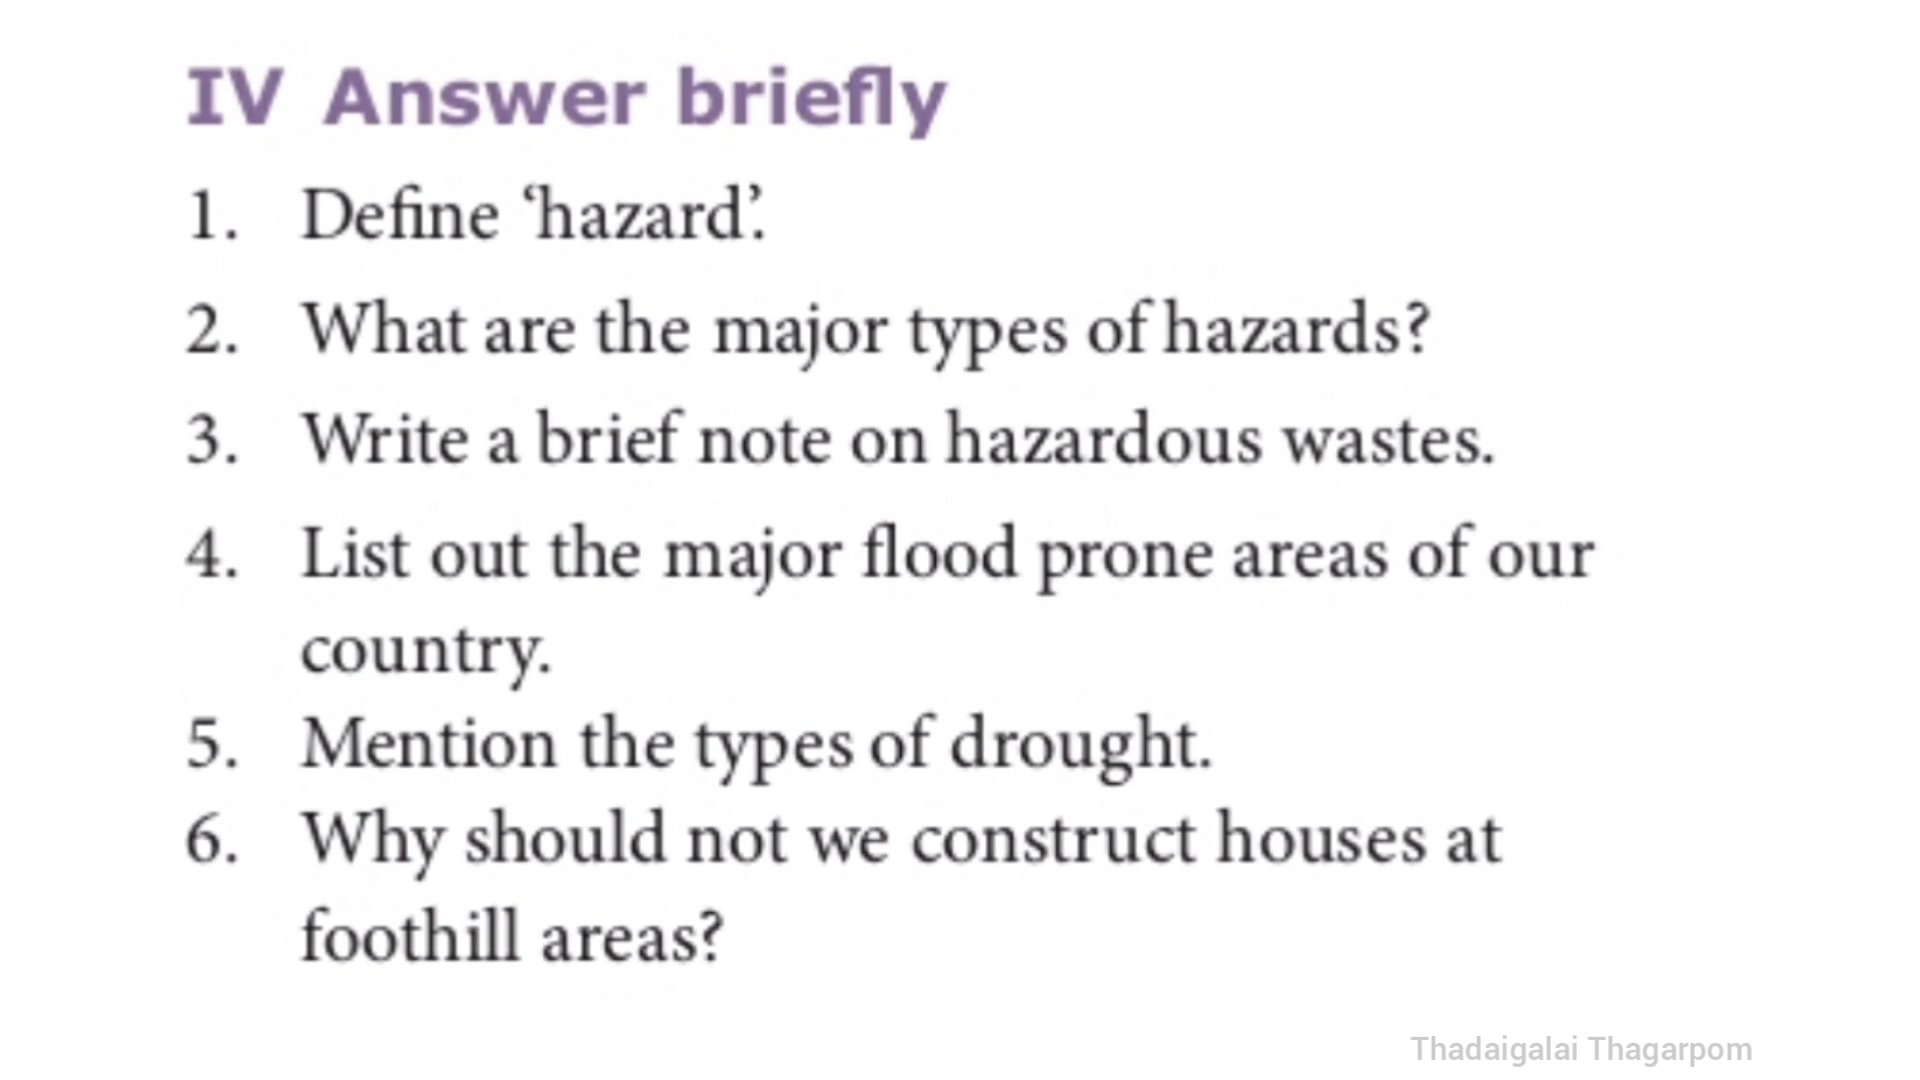 IV Answer briefly
1. Define ‘hazard’.
2. What are the major types of hazards?
3. Write a brief note on hazardous wastes.
4. List out the major flood prone areas of our
country.
5. Mention the types of drought.
6. Why should not we construct houses at
foothill areas?
Thadaigalai Thagarpom